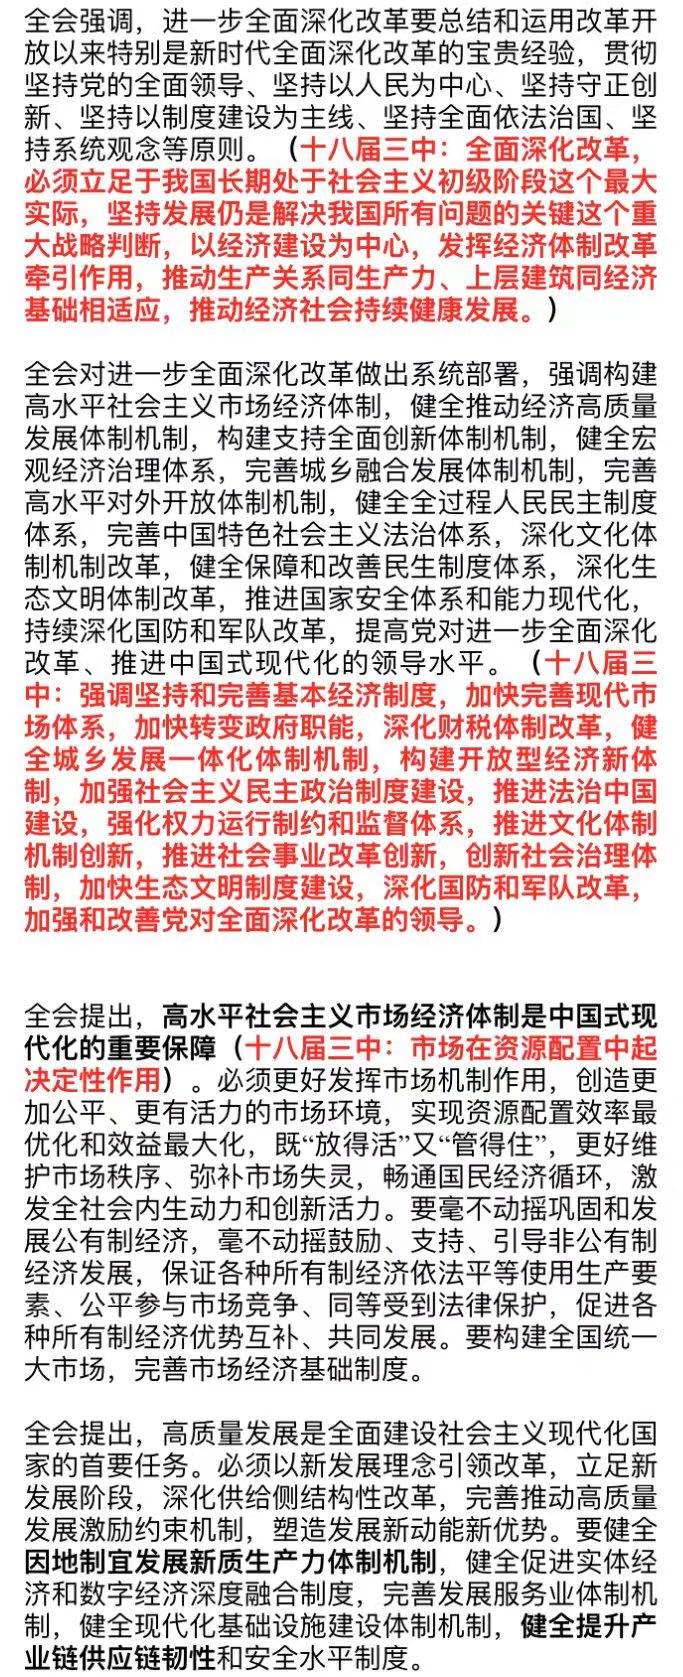 全会强调，进一步全面深化改革要总结和运用改革开
放以来特别是新时代全面深化改革的宝贵经验，贯彻
坚持党的全面领导、坚持以人民为中心、坚持守正创
新、坚持以制度建设为主线、坚持全面依法治国、坚
持系统观念等原则。（十八届三中：全面深化改革，
必须立足于我国长期处于社会主义初级阶段这个最大
实际，坚持发展仍是解决我国所有问题的关键这个重
大战略判断，以经济建设为中心，发挥经济体制改革
牵引作用，推动生产关系同生产力、上层建筑同经济
基础相适应，推动经济社会持续健康发展。）
全会对进一步全面深化改革做出系统部署，强调构建
高水平社会主义市场经济体制，健全推动经济高质量
发展体制机制，构建支持全面创新体制机制，健全宏
观经济治理体系，完善城乡融合发展体制机制，完善
高水平对外开放体制机制，健全全过程人民民主制度
体系，完善中国特色社会主义法治体系，深化文化体
制机制改革，健全保障和改善民生制度体系，深化生
态文明体制改革，推进国家安全体系和能力现代化，
持续深化国防和军队改革，提高党对进一步全面深化
改革、推进中国式现代化的领导水平。（十八届三
中：强调坚持和完善基本经济制度，加快完善现代市
场体系，加快转变政府职能，深化财税体制改革，健
全城乡发展一体化体制机制，构建开放型经济新体
制，加强社会主义民主政治制度建设，推进法治中国
建设，强化权力运行制约和监督体系，推进文化体制
机制创新，推进社会事业改革创新，创新社会治理体
制，加快生态文明制度建设，深化国防和军队改革，
加强和改善党对全面深化改革的领导。）
全会提出，高水平社会主义市场经济体制是中国式现
代化的重要保障（十八届三中：市场在资源配置中起
决定性作用）。必须更好发挥市场机制作用，创造更
加公平、更有活力的市场环境，实现资源配置效率最
优化和效益最大化，既“放得活”又“管得住”，更好维
护市场秩序、弥补市场失灵，畅通国民经济循环，激
发全社会内生动力和创新活力。要毫不动摇巩固和发
展公有制经济，毫不动摇鼓励、支持、引导非公有制
经济发展，保证各种所有制经济依法平等使用生产要
素、公平参与市场竞争、同等受到法律保护，促进各
种所有制经济优势互补、共同发展。要构建全国统一
大市场，完善市场经济基础制度。
全会提出，高质量发展是全面建设社会主义现代化国
家的首要任务。必须以新发展理念引领改革，立足新
发展阶段，深化供给侧结构性改革，完善推动高质量
发展激励约束机制，塑造发展新动能新优势。要健全
因地制宜发展新质生产力体制机制，健全促进实体经
济和数字经济深度融合制度，完善发展服务业体制机
制，健全现代化基础设施建设体制机制，健全提升产
业链供应链韧性和安全水平制度。